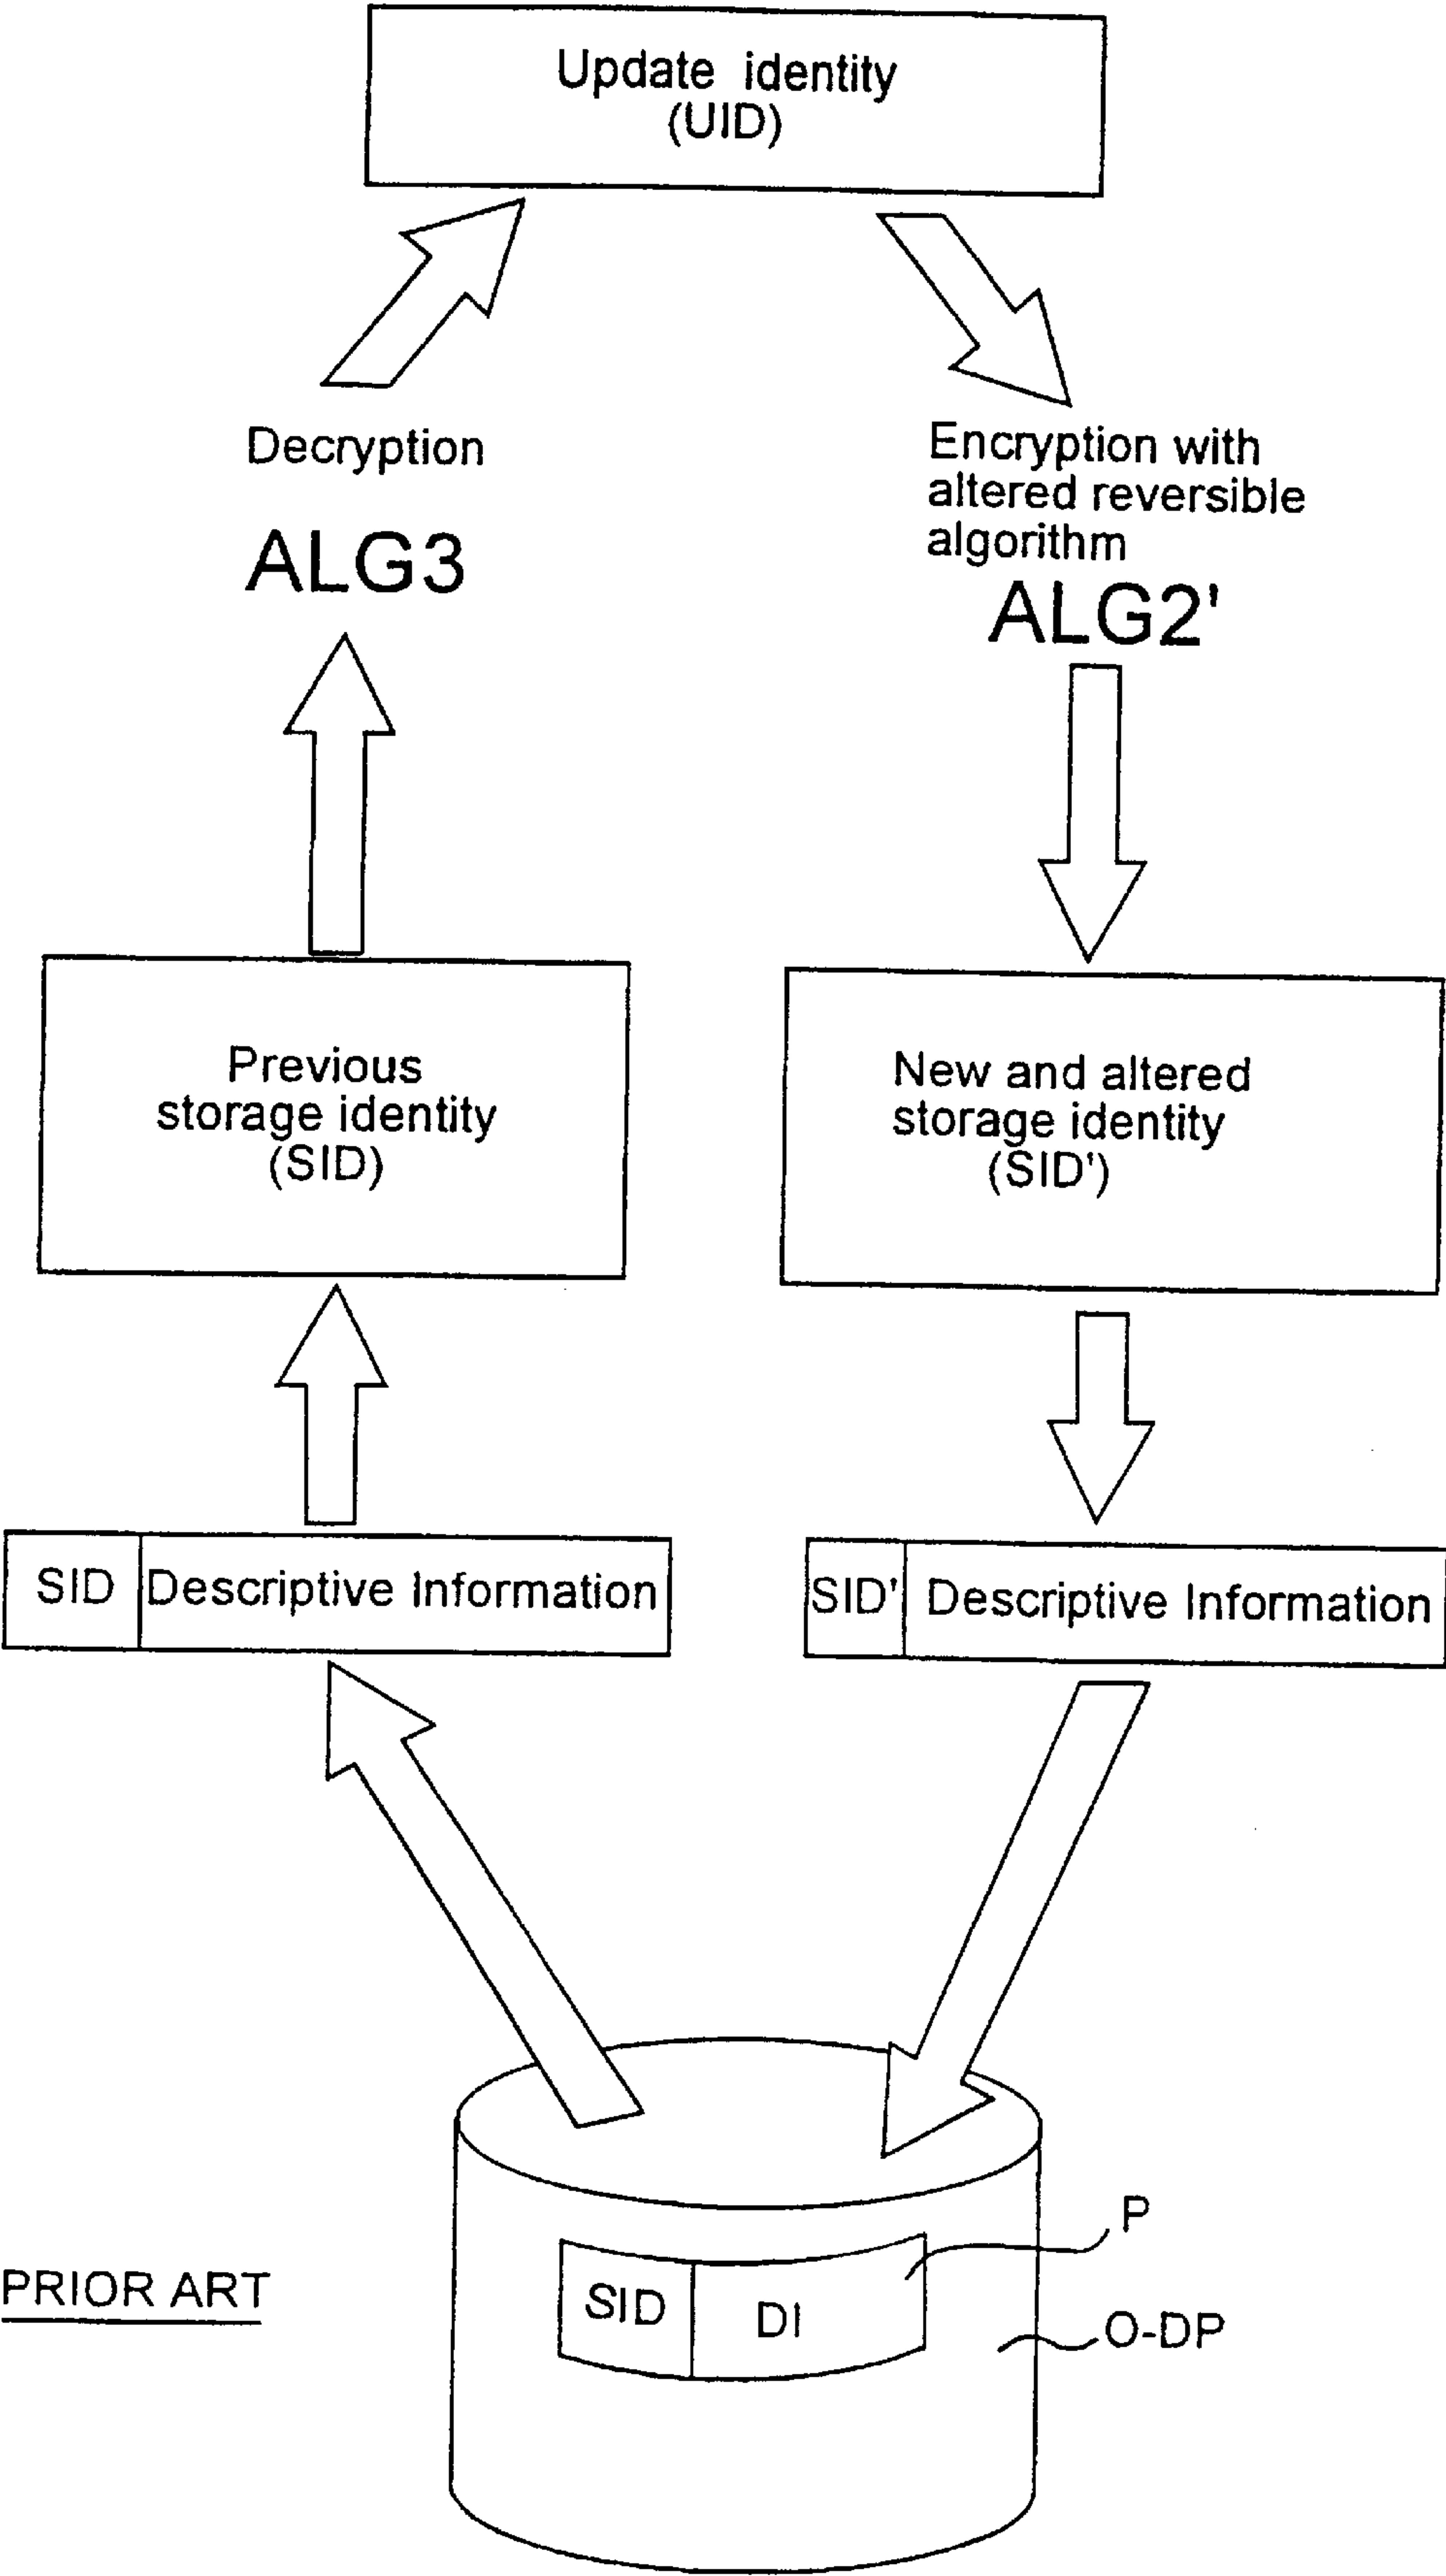 Update identity
(UID)
Decryption
ALG3
Encryption with
altered reversible
algorithm
ALG2'
Previous
storage identity
(SID)
New and altered
storage identity
(SID')
SID Descriptive Information
SID' Descriptive Information
P
SID DI
O-DP
PRIOR ART